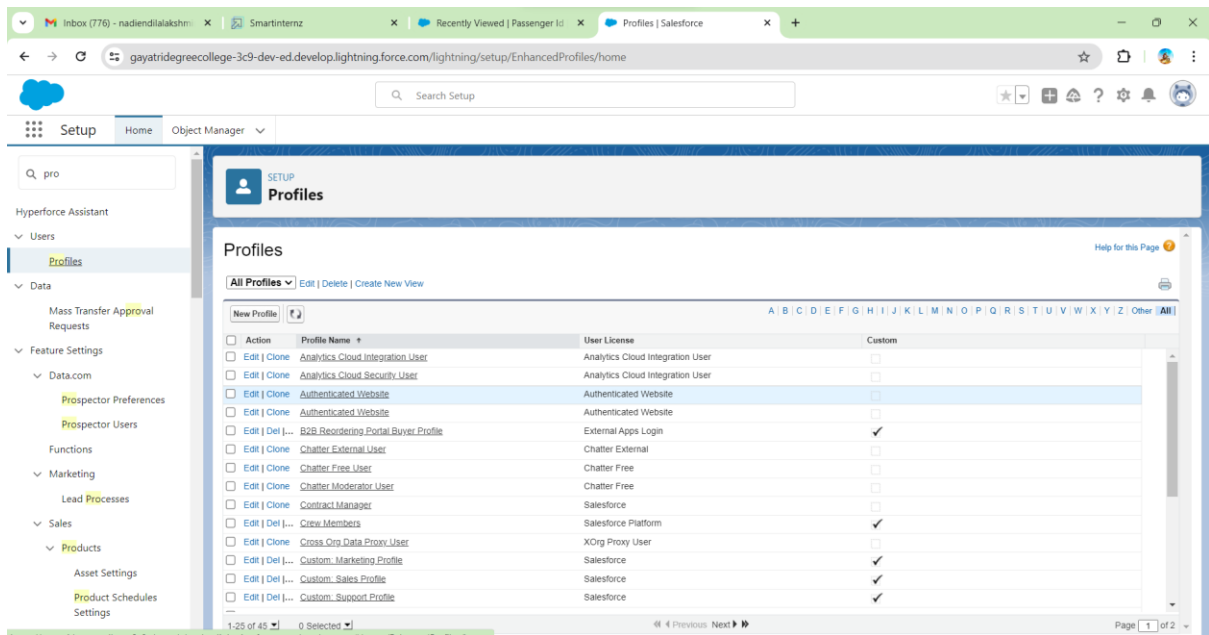 Inbox (776) - nadiendilalakshmi
Smartinternz
Recently Viewed | Passenger Id
Profiles | Salesforce
gayatridegreecollege-3c9-dev-ed.develop.lightning.force.com/lightning/setup/EnhancedProfiles/home
Search Setup
Setup Home Object Manager
pro
Hyperforce Assistant
Users
Profiles
Data
Mass Transfer Approval
Requests
Feature Settings
Data.com
Prospector Preferences
Prospector Users
Functions
Marketing
Lead Processes
Sales
Products
Asset Settings
Product Schedules
Settings
SETUP
Profiles
Profiles
Help for this Page
All Profiles Edit | Delete | Create New View
New Profile
A | B | C | D | E | F | G | H | I | J | K | L | M | N | O | P | Q | R | S | T | U | V | W | X | Y | Z | Other | All
Action Profile Name User License Custom
Edit | Clone Analytics Cloud Integration User Analytics Cloud Integration User
Edit | Clone Analytics Cloud Security User Analytics Cloud Integration User
Edit | Clone Authenticated Website Authenticated Website
Edit | Clone Authenticated Website Authenticated Website
Edit | Del |... B2B Reordering Portal Buyer Profile External Apps Login
Edit | Clone Chatter External User Chatter External
Edit | Clone Chatter Free User Chatter Free
Edit | Clone Chatter Moderator User Chatter Free
Edit | Clone Contract Manager Salesforce
Edit | Del |... Crew Members Salesforce Platform
Edit | Clone Cross Org Data Proxy User XOrg Proxy User
Edit | Del |... Custom: Marketing Profile Salesforce
Edit | Del |... Custom: Sales Profile Salesforce
Edit | Del |... Custom: Support Profile Salesforce
1-25 of 45 0 Selected Previous Next Page 1 of 2